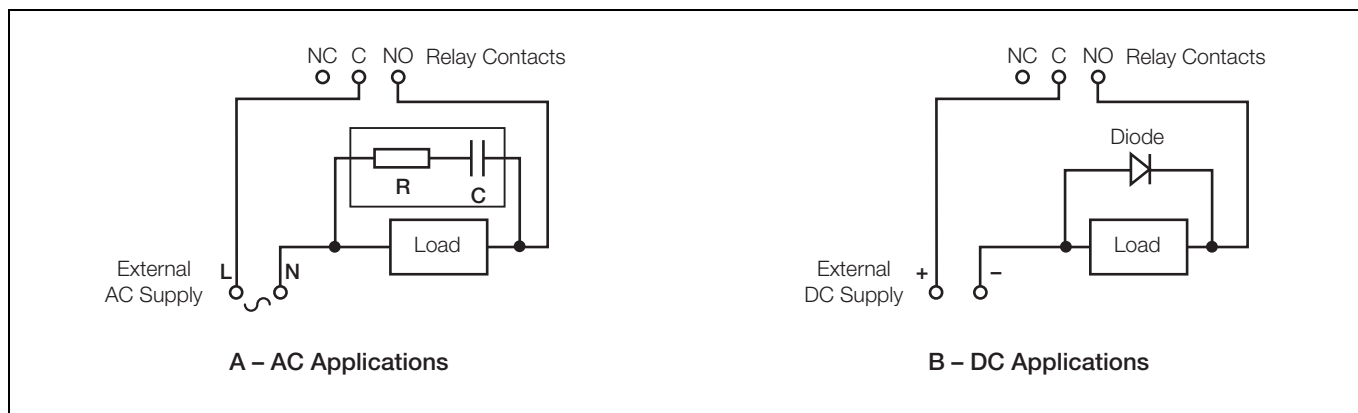 NC C NO Relay Contacts
R
C
Load
External
AC Supply
L
N
A – AC Applications
NC C NO Relay Contacts
Diode
Load
External
DC Supply
+
–
B – DC Applications